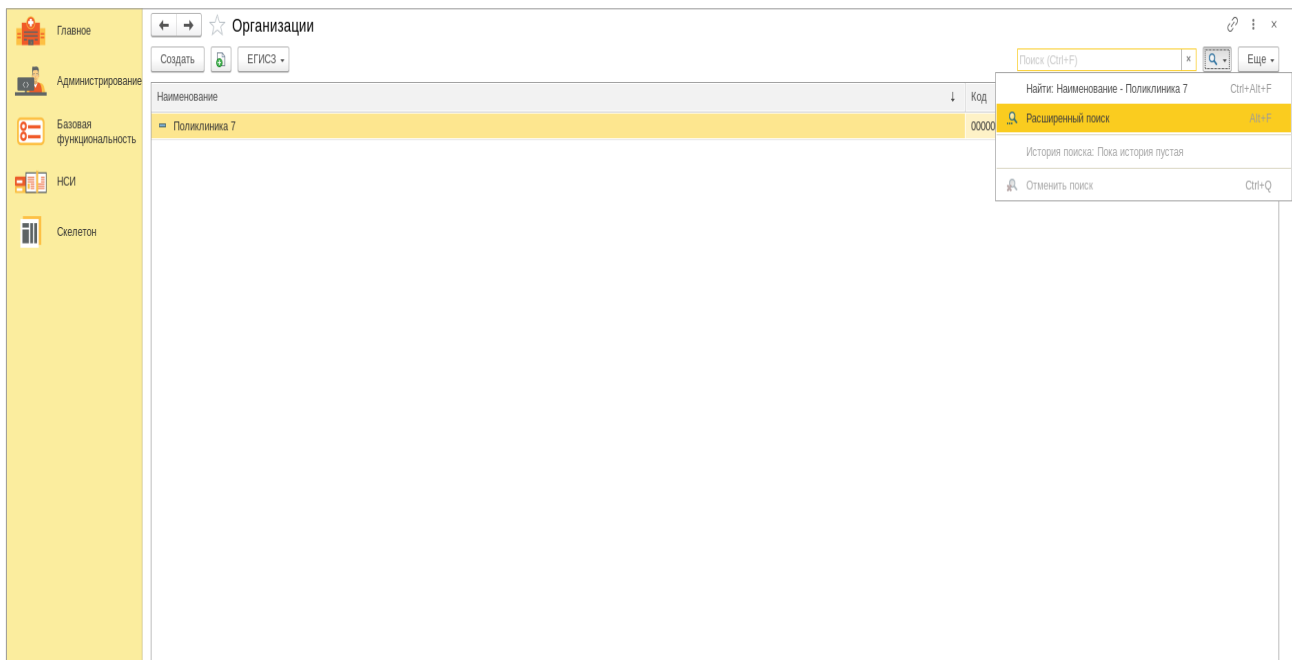 Главное
Администрирование
Базовая
функциональность
НСИ
Скелетон
Организации
Создать
ЕГИСЗ
Поиск (Ctrl+F)
x
Еще
Наименование
Код
Поликлиника 7
00000
Найти: Наименование - Поликлиника 7 Ctrl+Alt+F
Расширенный поиск Alt+F
История поиска: Пока история пустая
Отменить поиск Ctrl+Q